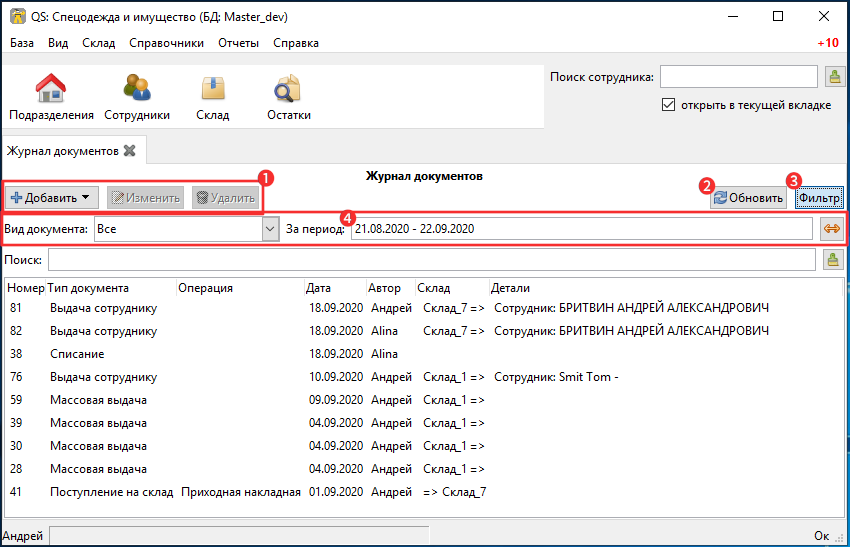 QS: Спецодежда и имущество (БД: Master_dev)
База Вид Склад Справочники Отчеты Справка +10
Поиск сотрудника:
открыть в текущей вкладке
Подразделения Сотрудники Склад Остатки
Журнал документов
Журнал документов
1 2 3
Добавить Изменить Удалить Обновить Фильтр
4
Вид документа: Все За период: 21.08.2020 - 22.09.2020
Поиск:
Номер Тип документа Операция Дата Автор Склад Детали
81 Выдача сотруднику 18.09.2020 Андрей Склад_7 => Сотрудник: БРИТВИН АНДРЕЙ АЛЕКСАНДРОВИЧ
82 Выдача сотруднику 18.09.2020 Alina Склад_7 => Сотрудник: БРИТВИН АНДРЕЙ АЛЕКСАНДРОВИЧ
38 Списание 18.09.2020 Alina
76 Выдача сотруднику 10.09.2020 Андрей Склад_1 => Сотрудник: Smit Tom -
59 Массовая выдача 09.09.2020 Андрей Склад_1 =>
39 Массовая выдача 04.09.2020 Андрей Склад_1 =>
30 Массовая выдача 04.09.2020 Андрей Склад_1 =>
28 Массовая выдача 04.09.2020 Андрей Склад_1 =>
41 Поступление на склад Приходная накладная 01.09.2020 Андрей => Склад_7
Андрей Ок